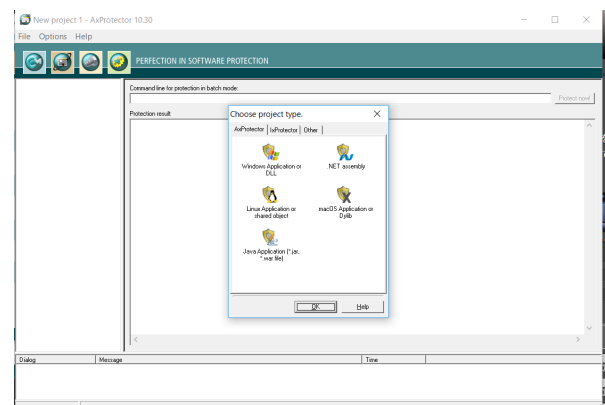 New project 1 - AxProtector 10.30
File Options Help
PERFECTION IN SOFTWARE PROTECTION
Command line for protection in batch mode:
Protect now!
Protection result:
Choose project type.
AxProtector IxProtector Other
Windows Application or DLL
.NET assembly
Linux Application or shared object
macOS Application or Dylib
Java Application (*.jar, *.war file)
OK Help
Dialog Message Time